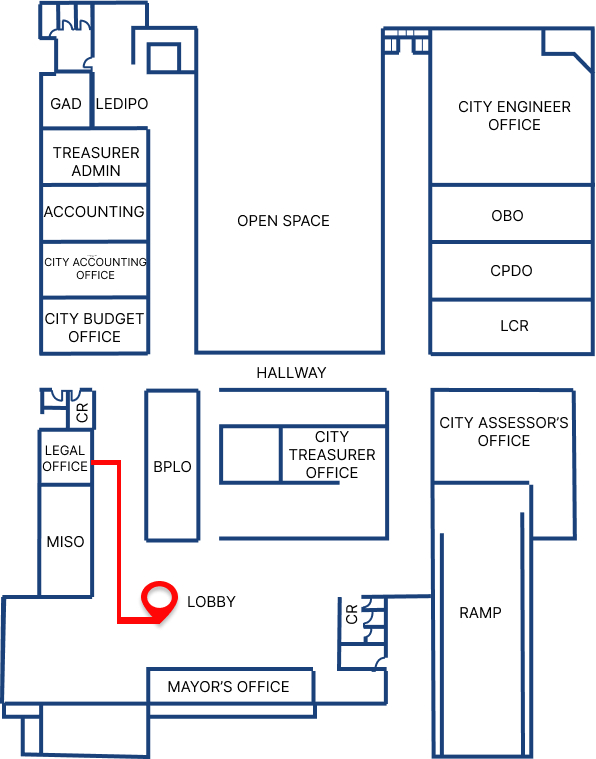 GAD
LEDIPO
CITY ENGINEER
OFFICE
TREASURER
ADMIN
ACCOUNTING
OPEN SPACE
OBO
CITY ACCOUNTING
OFFICE
CPDO
CITY BUDGET
OFFICE
LCR
HALLWAY
CR
CITY ASSESSOR'S
OFFICE
LEGAL
OFFICE
BPLO
CITY
TREASURER
OFFICE
MISO
LOBBY
CR
RAMP
MAYOR'S OFFICE